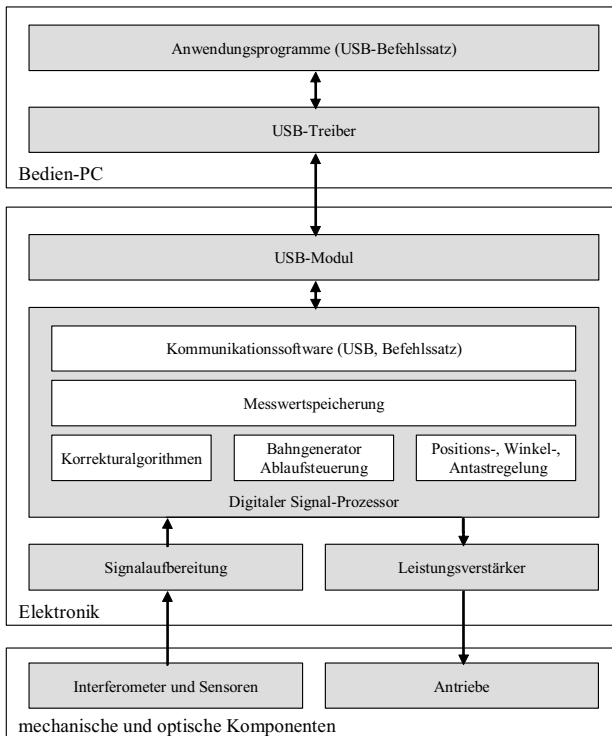 Anwendungsprogramme (USB-Befehlssatz)
USB-Treiber
Bedien-PC
USB-Modul
Kommunikationssoftware (USB, Befehlssatz)
Messwertspeicherung
Korrekturalgorithmen
Bahngenerator
Ablaufsteuerung
Positions-, Winkel-,
Antastregelung
Digitaler Signal-Prozessor
Signalaufbereitung
Leistungsverstärker
Elektronik
Interferometer und Sensoren
Antriebe
mechanische und optische Komponenten